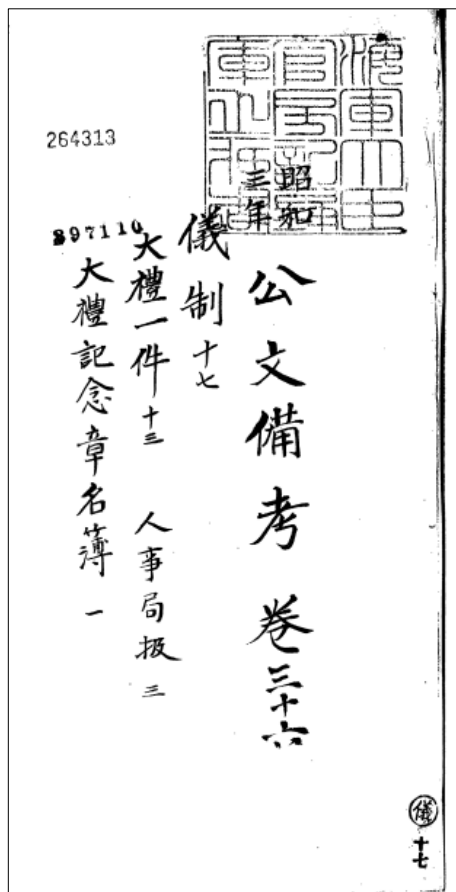 264313
昭和
三年
公文備考 巻三十六
儀制十七
897110
大禮一件十三 人事局扱三
大禮記念章名簿 一
儀
十七